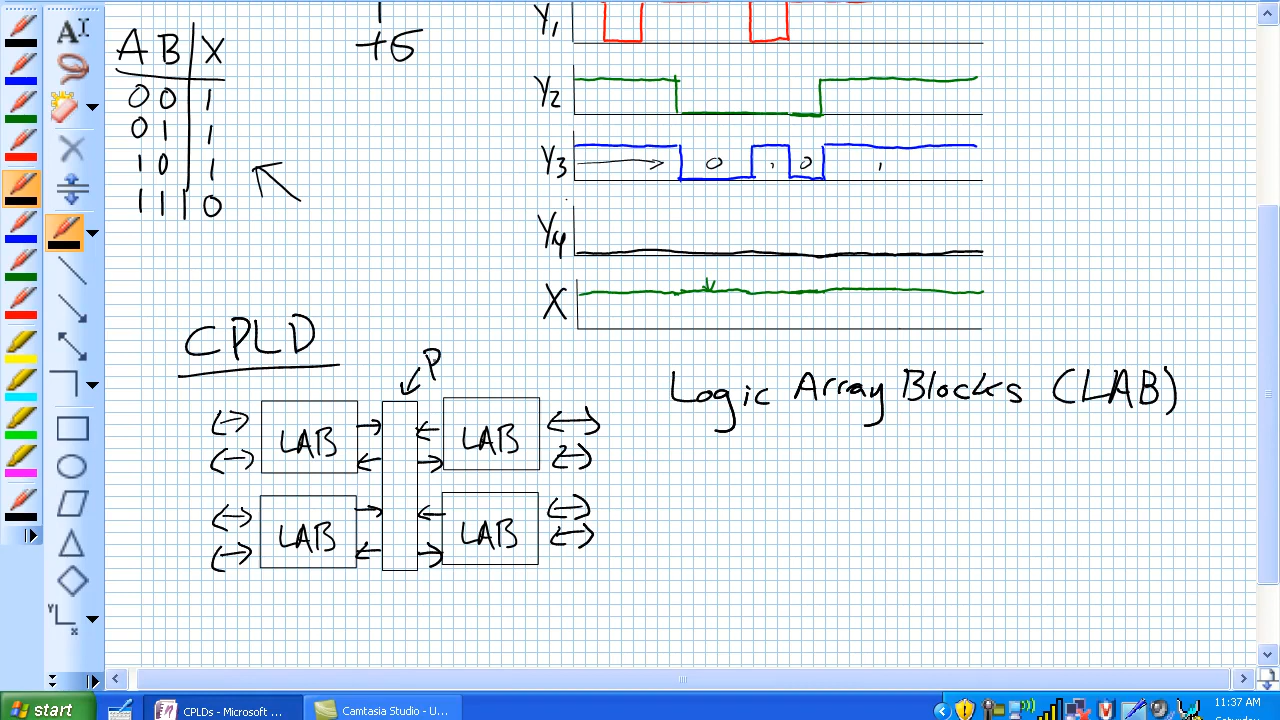 A B X
0 0 1
0 1 1
1 0 1
1 1 0
+5
Y1
Y2
Y3 0 1 0 1
Y4
X
CPLD
P
Logic Array Blocks (LAB)
LAB LAB
LAB LAB
start
CPLDs - Microsoft ...
Camtasia Studio - U...
11:37 AM